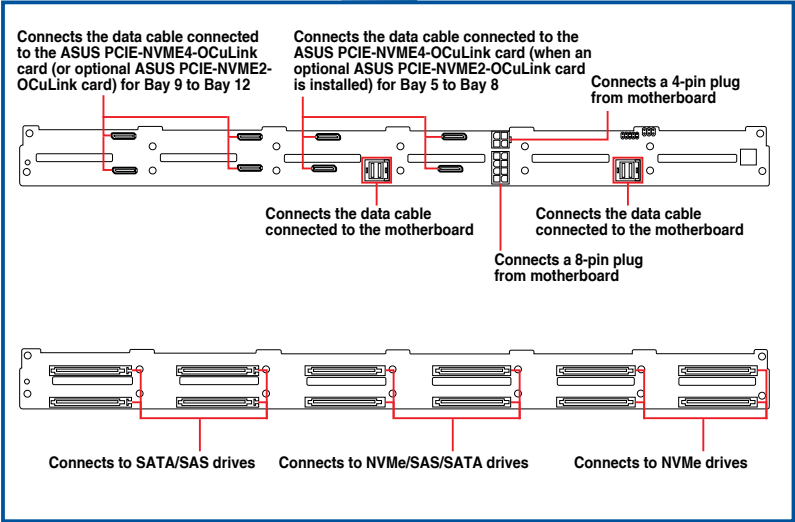 Connects the data cable connected
to the ASUS PCIE-NVME4-OCuLink
card (or optional ASUS PCIE-NVME2-
OCuLink card) for Bay 9 to Bay 12
Connects the data cable connected to the
ASUS PCIE-NVME4-OCuLink card (when an
optional ASUS PCIE-NVME2-OCuLink card
is installed) for Bay 5 to Bay 8
Connects a 4-pin plug
from motherboard
Connects the data cable
connected to the motherboard
Connects the data cable
connected to the motherboard
Connects a 8-pin plug
from motherboard
Connects to SATA/SAS drives
Connects to NVMe/SAS/SATA drives
Connects to NVMe drives